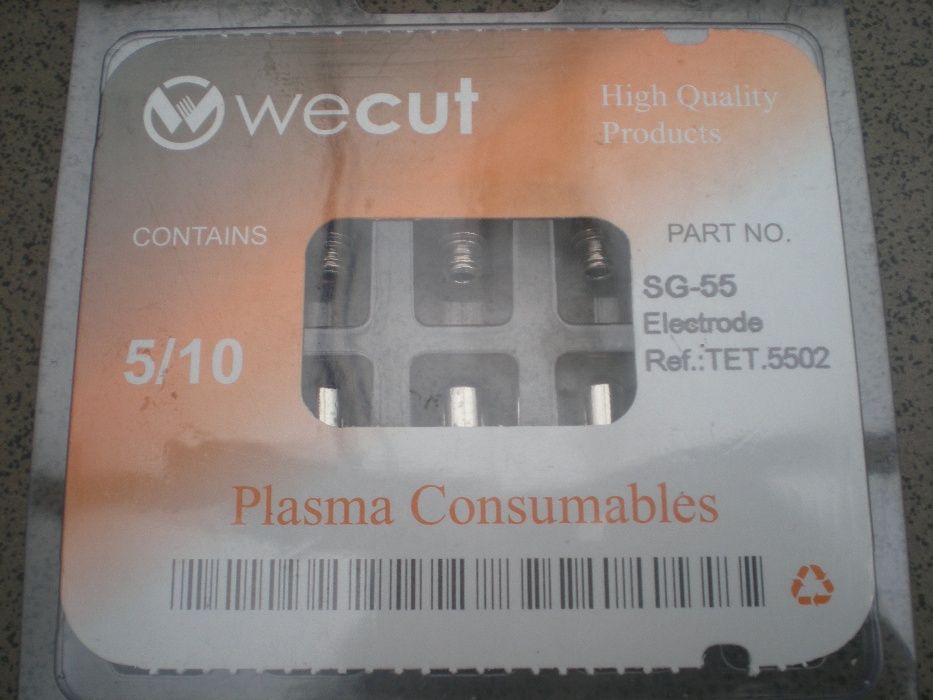 wecut
High Quality
Products
CONTAINS
5/10
PART NO.
SG-55
Electrode
Ref.:TET.5502
Plasma Consumables